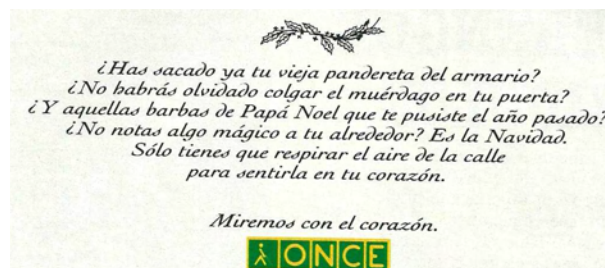 ¿Has sacado ya tu vieja pandereta del armario?
¿No habrás olvidado colgar el muérdago en tu puerta?
¿Y aquellas barbas de Papá Noel que te pusiste el año pasado?
¿No notas algo mágico a tu alrededor? Es la Navidad.
Sólo tienes que respirar el aire de la calle
para sentirla en tu corazón.
Miremos con el corazón.
ONCE